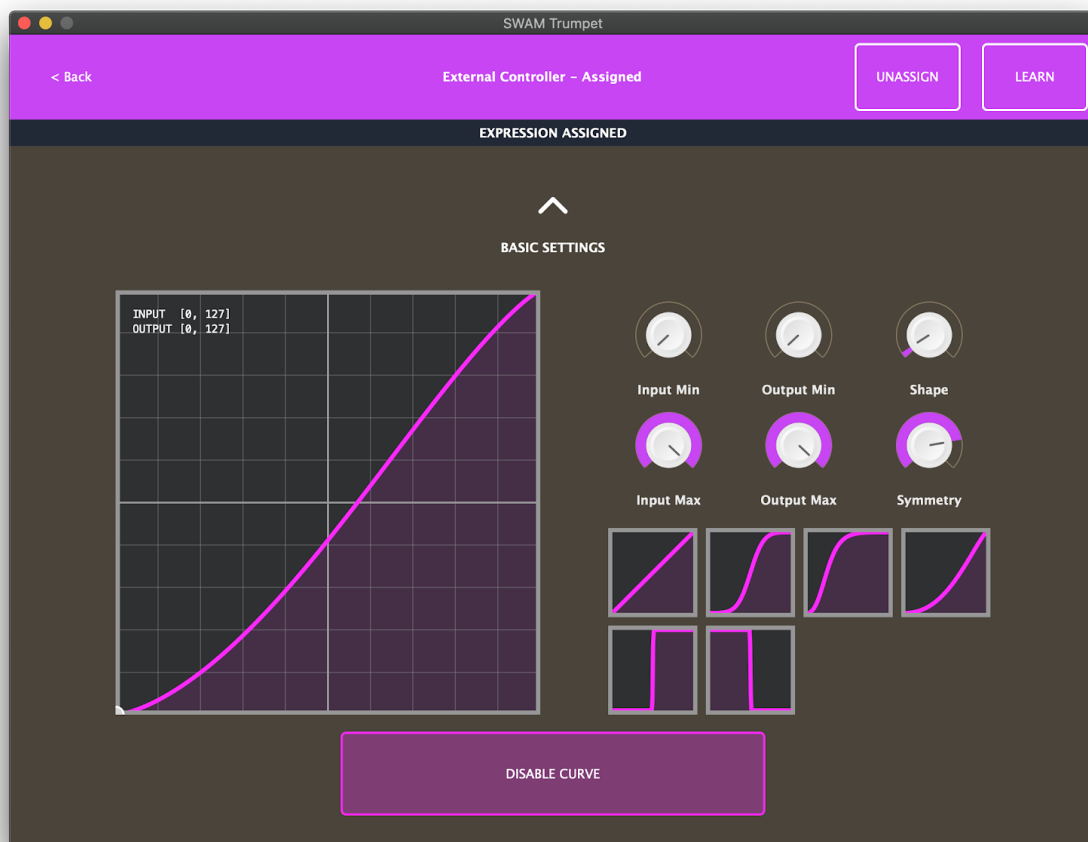 SWAM Trumpet
< Back
External Controller – Assigned
UNASSIGN
LEARN
EXPRESSION ASSIGNED
BASIC SETTINGS
INPUT [0, 127]
OUTPUT [0, 127]
Input Min
Output Min
Shape
Input Max
Output Max
Symmetry
DISABLE CURVE